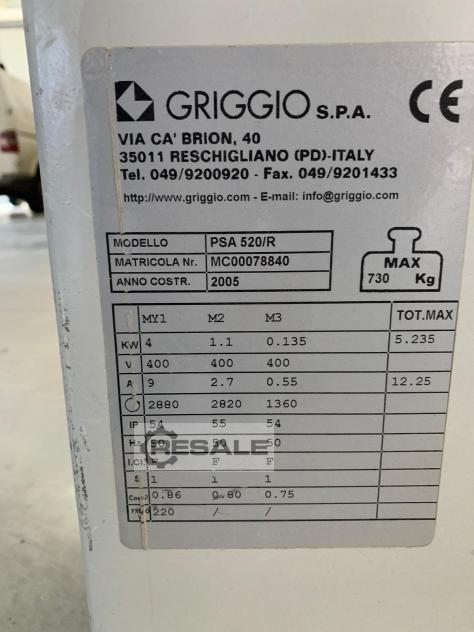 GRIGGIO S.P.A. CE
VIA CA' BRION, 40
35011 RESCHIGLIANO (PD)-ITALY
Tel. 049/9200920 - Fax. 049/9201433
http://www.griggio.com - E-mail: info@griggio.com
MODELLO PSA 520/R
MATRICOLA Nr. MC00078840
ANNO COSTR. 2005
MAX
730 Kg
MY1 M2 M3 TOT.MAX
KW 4 1.1 0.135 5.235
V 400 400 400
A 9 2.7 0.55 12.25
2880 2820 1360
IP 54 55 54
Hz 50 50 50
RESALE
I.Cl. F F F
S 1 1 1
0.86 0.80 0.75
220 / /